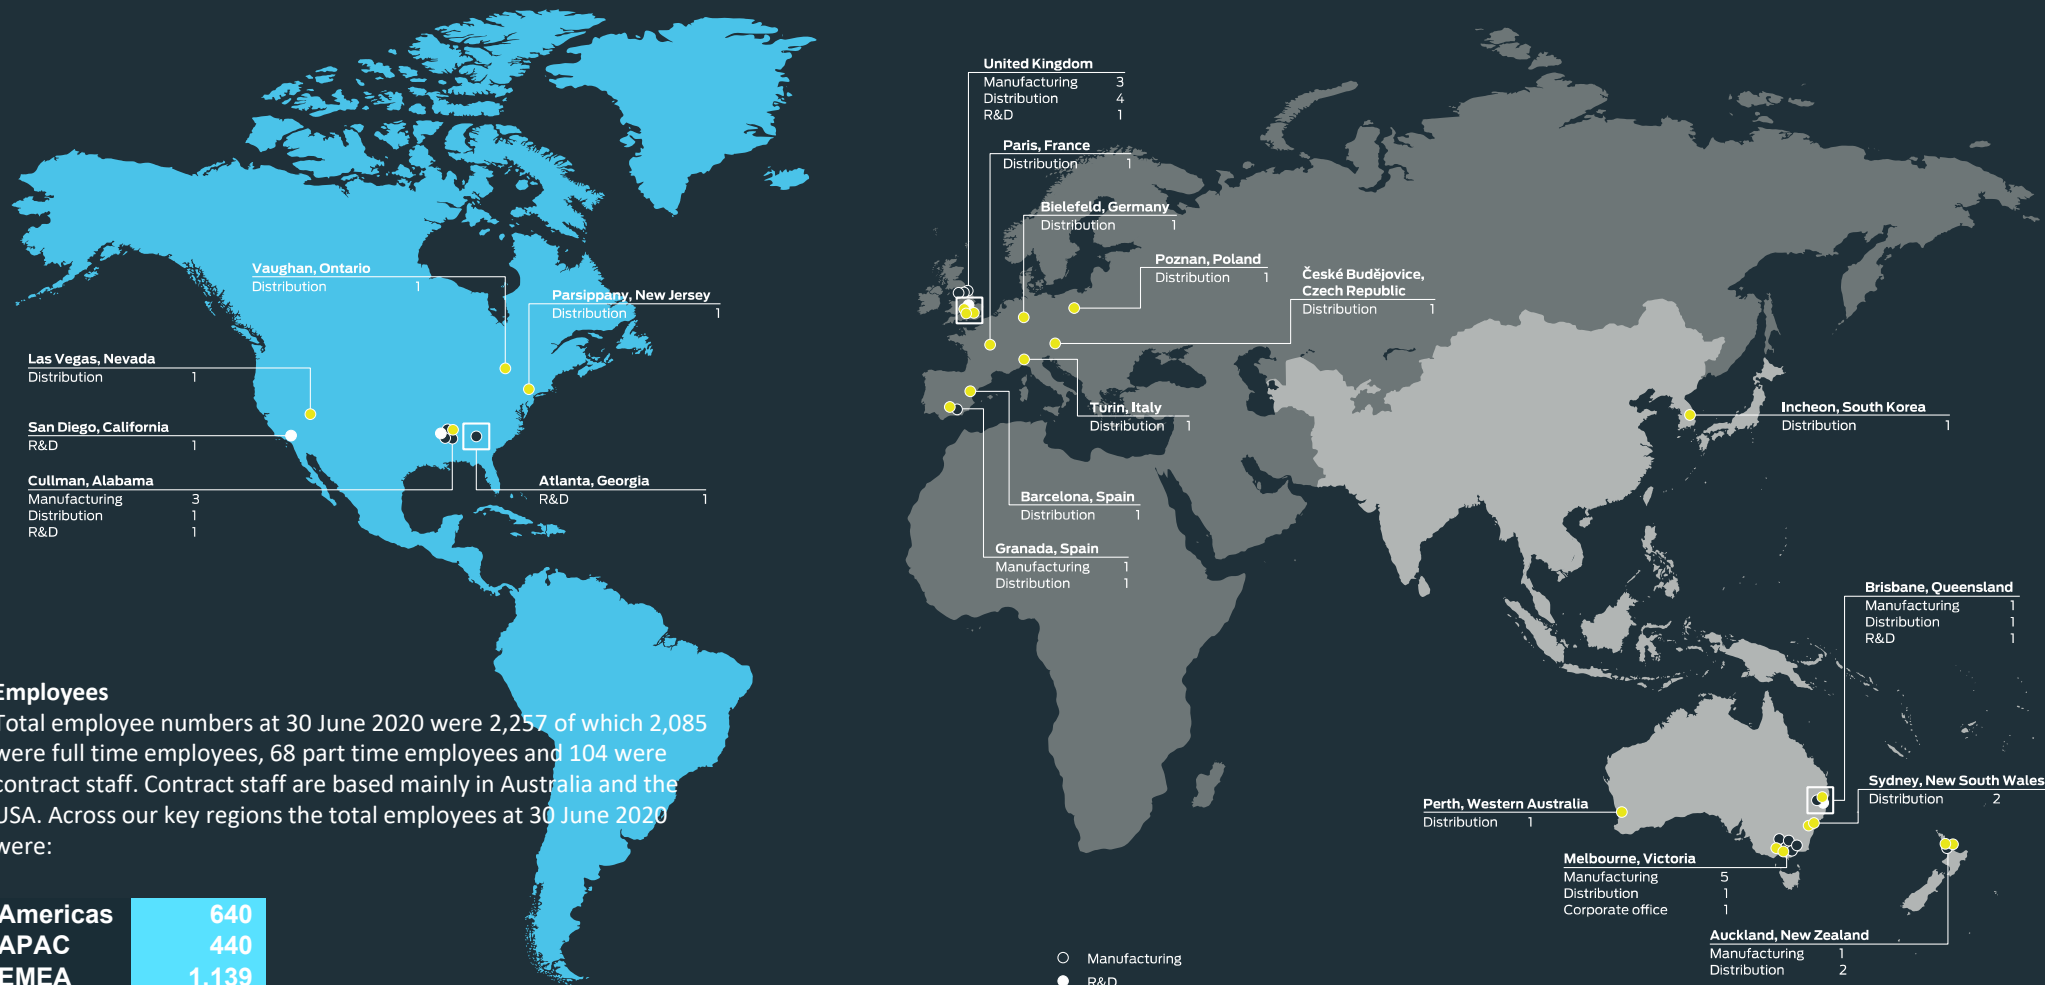 United Kingdom
Manufacturing 3
Distribution 4
R&D 1
Paris, France
Distribution 1
Bielefeld, Germany
Distribution 1
Poznan, Poland
Distribution 1
České Budějovice,
Czech Republic
Distribution 1
Vaughan, Ontario
Distribution 1
Parsippany, New Jersey
Distribution 1
Las Vegas, Nevada
Distribution 1
San Diego, California
R&D 1
Cullman, Alabama
Manufacturing 3
Distribution 1
R&D 1
Atlanta, Georgia
R&D 1
Turin, Italy
Distribution 1
Barcelona, Spain
Distribution 1
Granada, Spain
Manufacturing 1
Distribution 1
Incheon, South Korea
Distribution 1
Brisbane, Queensland
Manufacturing 1
Distribution 1
R&D 1
Sydney, New South Wales
Distribution 2
Perth, Western Australia
Distribution 1
Melbourne, Victoria
Manufacturing 5
Distribution 1
Corporate office 1
Auckland, New Zealand
Manufacturing 1
Distribution 2
Employees
Total employee numbers at 30 June 2020 were 2,257 of which 2,085
were full time employees, 68 part time employees and 104 were
contract staff. Contract staff are based mainly in Australia and the
USA. Across our key regions the total employees at 30 June 2020
were:
Americas 640
APAC 440
EMEA 1,139
Manufacturing
R&D